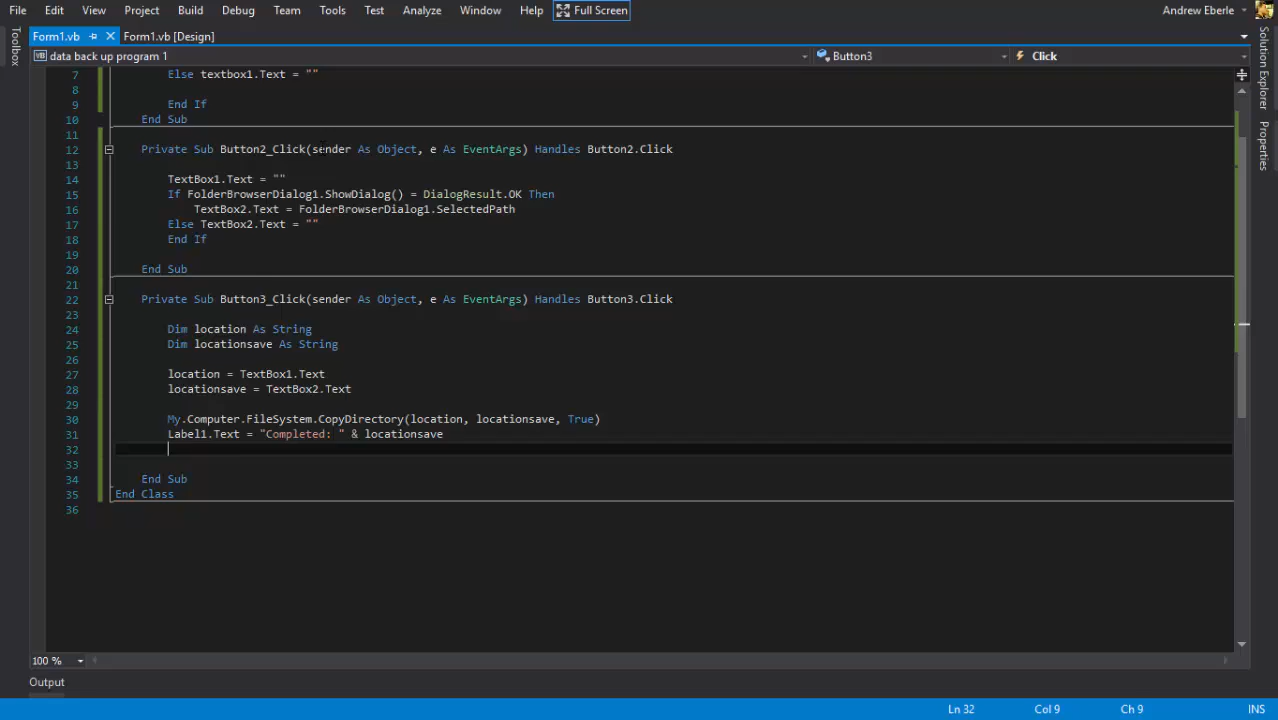 File Edit View Project Build Debug Team Tools Test Analyze Window Help Full Screen Andrew Eberle
Form1.vb Form1.vb [Design]
Toolbox
Solution Explorer
Properties
VB data back up program 1 Button3 Click
7 Else textbox1.Text = ""
8
9 End If
10 End Sub
11
12 Private Sub Button2_Click(sender As Object, e As EventArgs) Handles Button2.Click
13
14 TextBox1.Text = ""
15 If FolderBrowserDialog1.ShowDialog() = DialogResult.OK Then
16 TextBox2.Text = FolderBrowserDialog1.SelectedPath
17 Else TextBox2.Text = ""
18 End If
19
20 End Sub
21
22 Private Sub Button3_Click(sender As Object, e As EventArgs) Handles Button3.Click
23
24 Dim location As String
25 Dim locationsave As String
26
27 location = TextBox1.Text
28 locationsave = TextBox2.Text
29
30 My.Computer.FileSystem.CopyDirectory(location, locationsave, True)
31 Label1.Text = "Completed: " & locationsave
32
33
34 End Sub
35 End Class
36
100 %
Output
Ln 32 Col 9 Ch 9 INS